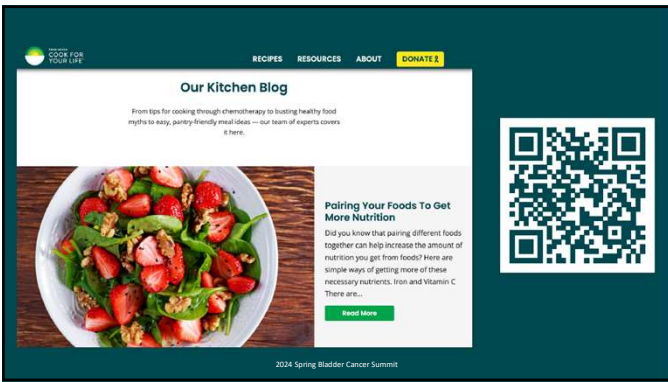 COOK FOR
YOUR LIFE
RECIPES RESOURCES ABOUT DONATE
Our Kitchen Blog
From tips for cooking through chemotherapy to busting healthy food
myths to easy, pantry-friendly meal ideas — our team of experts covers
it here.
Pairing Your Foods To Get
More Nutrition
Did you know that pairing different foods
together can help increase the amount of
nutrition you get from foods? Here are
simple ways of getting more of these
necessary nutrients. Iron and Vitamin C
There are...
Read More
2024 Spring Bladder Cancer Summit